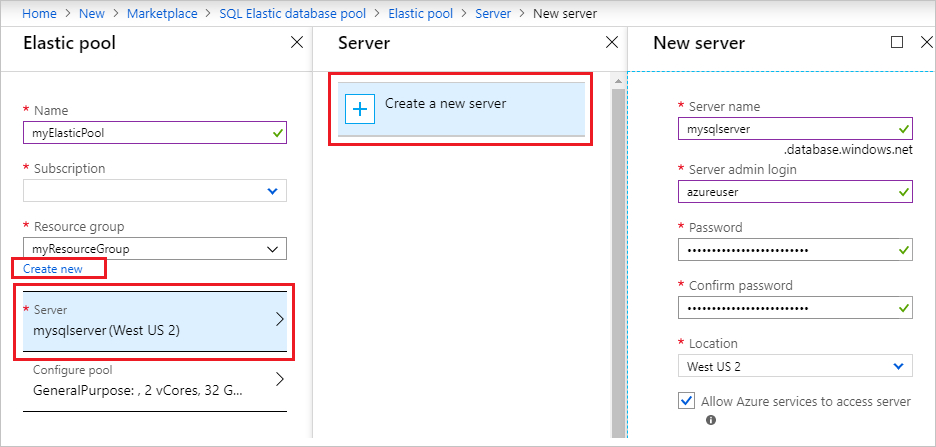 Home > New > Marketplace > SQL Elastic database pool > Elastic pool > Server > New server
Elastic pool
* Name
myElasticPool
* Subscription
* Resource group
myResourceGroup
Create new
* Server
mysqlserver (West US 2)
Configure pool
GeneralPurpose: , 2 vCores, 32 G...
Server
Create a new server
New server
* Server name
mysqlserver
.database.windows.net
* Server admin login
azureuser
* Password
••••••••••••••••••••••••
* Confirm password
••••••••••••••••••••••••
* Location
West US 2
Allow Azure services to access server